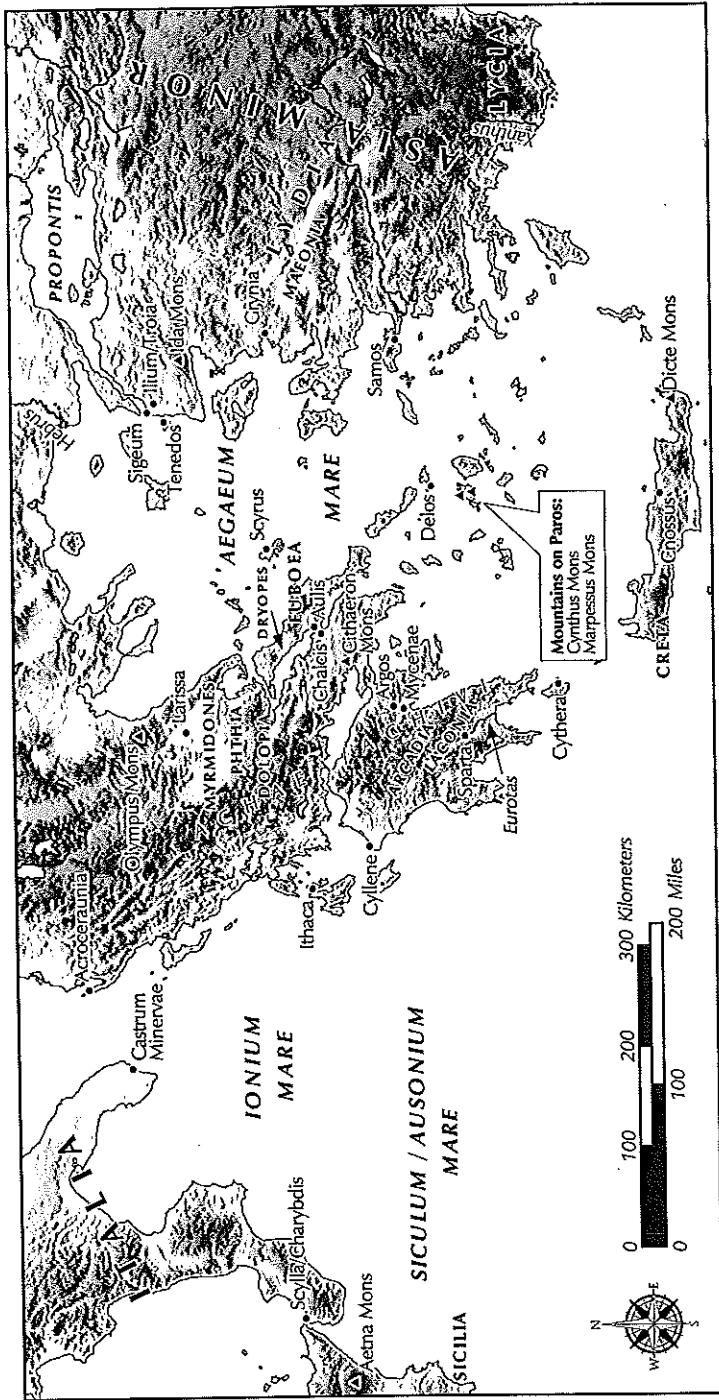 ITALIA
Castrum
Minervae
Acroceraunia
Olympus Mons
Larissa
MYRMIDONES
PHTHIA
DOLOPIA
DRYOPES
EUBOEA
Scyrus
Chalcis
Aulis
Cithaeron
Mons
Hebrus
PROPONTIS
Sigeum
Ilium/Troia
Tenedos
Ida Mons
AEGAEUM
MARE
Grynia
MAEONIA
LYDIA
ASIA MINOR
LYCIA
Xanthus
Samos
Delos
Mountains on Paros:
Cynthus Mons
Marpessus Mons
IONIUM
MARE
Ithaca
Cyllene
Argos
Mycenae
ARCADIA
LACONIA
Sparta
Eurotas
Cythera
CRETA
Gnossus
Dicte Mons
Scylla/Charybdis
Aetna Mons
SICILIA
SICULUM / AUSONIUM
MARE
N
E
S
W
0 100 200 300 Kilometers
0 100 200 Miles